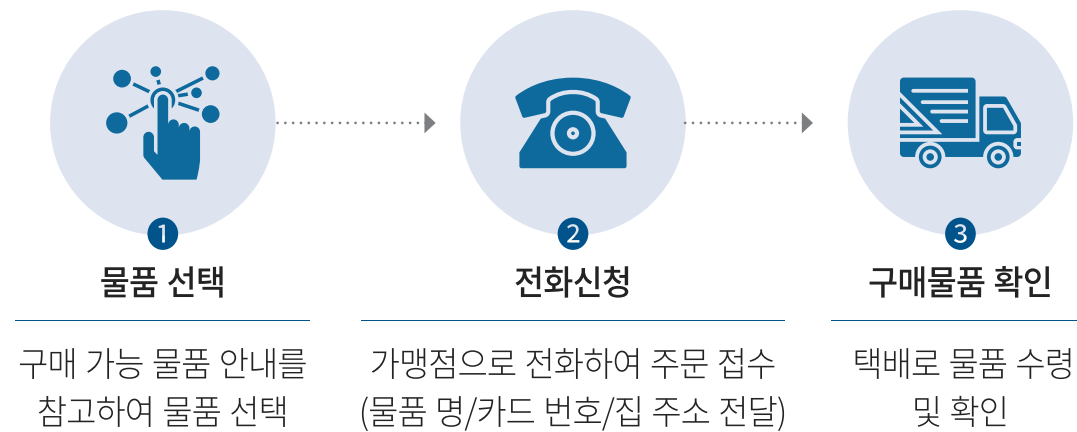 1
물품 선택
구매 가능 물품 안내를
참고하여 물품 선택
2
전화신청
가맹점으로 전화하여 주문 접수
(물품 명/카드 번호/집 주소 전달)
3
구매물품 확인
택배로 물품 수령
및 확인